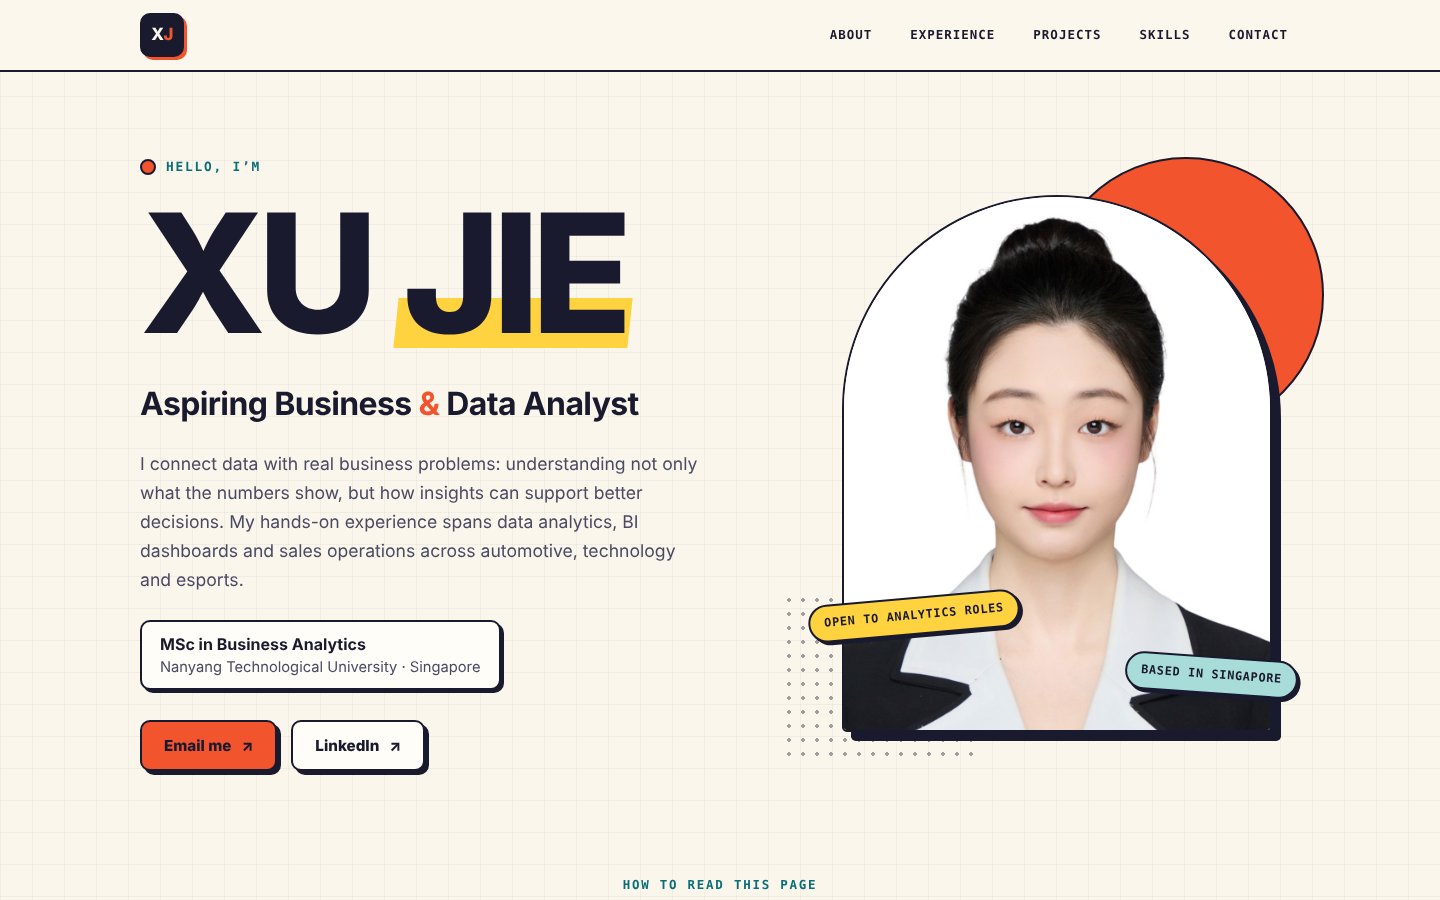 XJ
ABOUT
EXPERIENCE
PROJECTS
SKILLS
CONTACT
HELLO, I’M
XU JIE
Aspiring Business & Data Analyst
I connect data with real business problems: understanding not only
what the numbers show, but how insights can support better
decisions. My hands-on experience spans data analytics, BI
dashboards and sales operations across automotive, technology
and esports.
MSc in Business Analytics
Nanyang Technological University · Singapore
Email me ↗
LinkedIn ↗
OPEN TO ANALYTICS ROLES
BASED IN SINGAPORE
HOW TO READ THIS PAGE